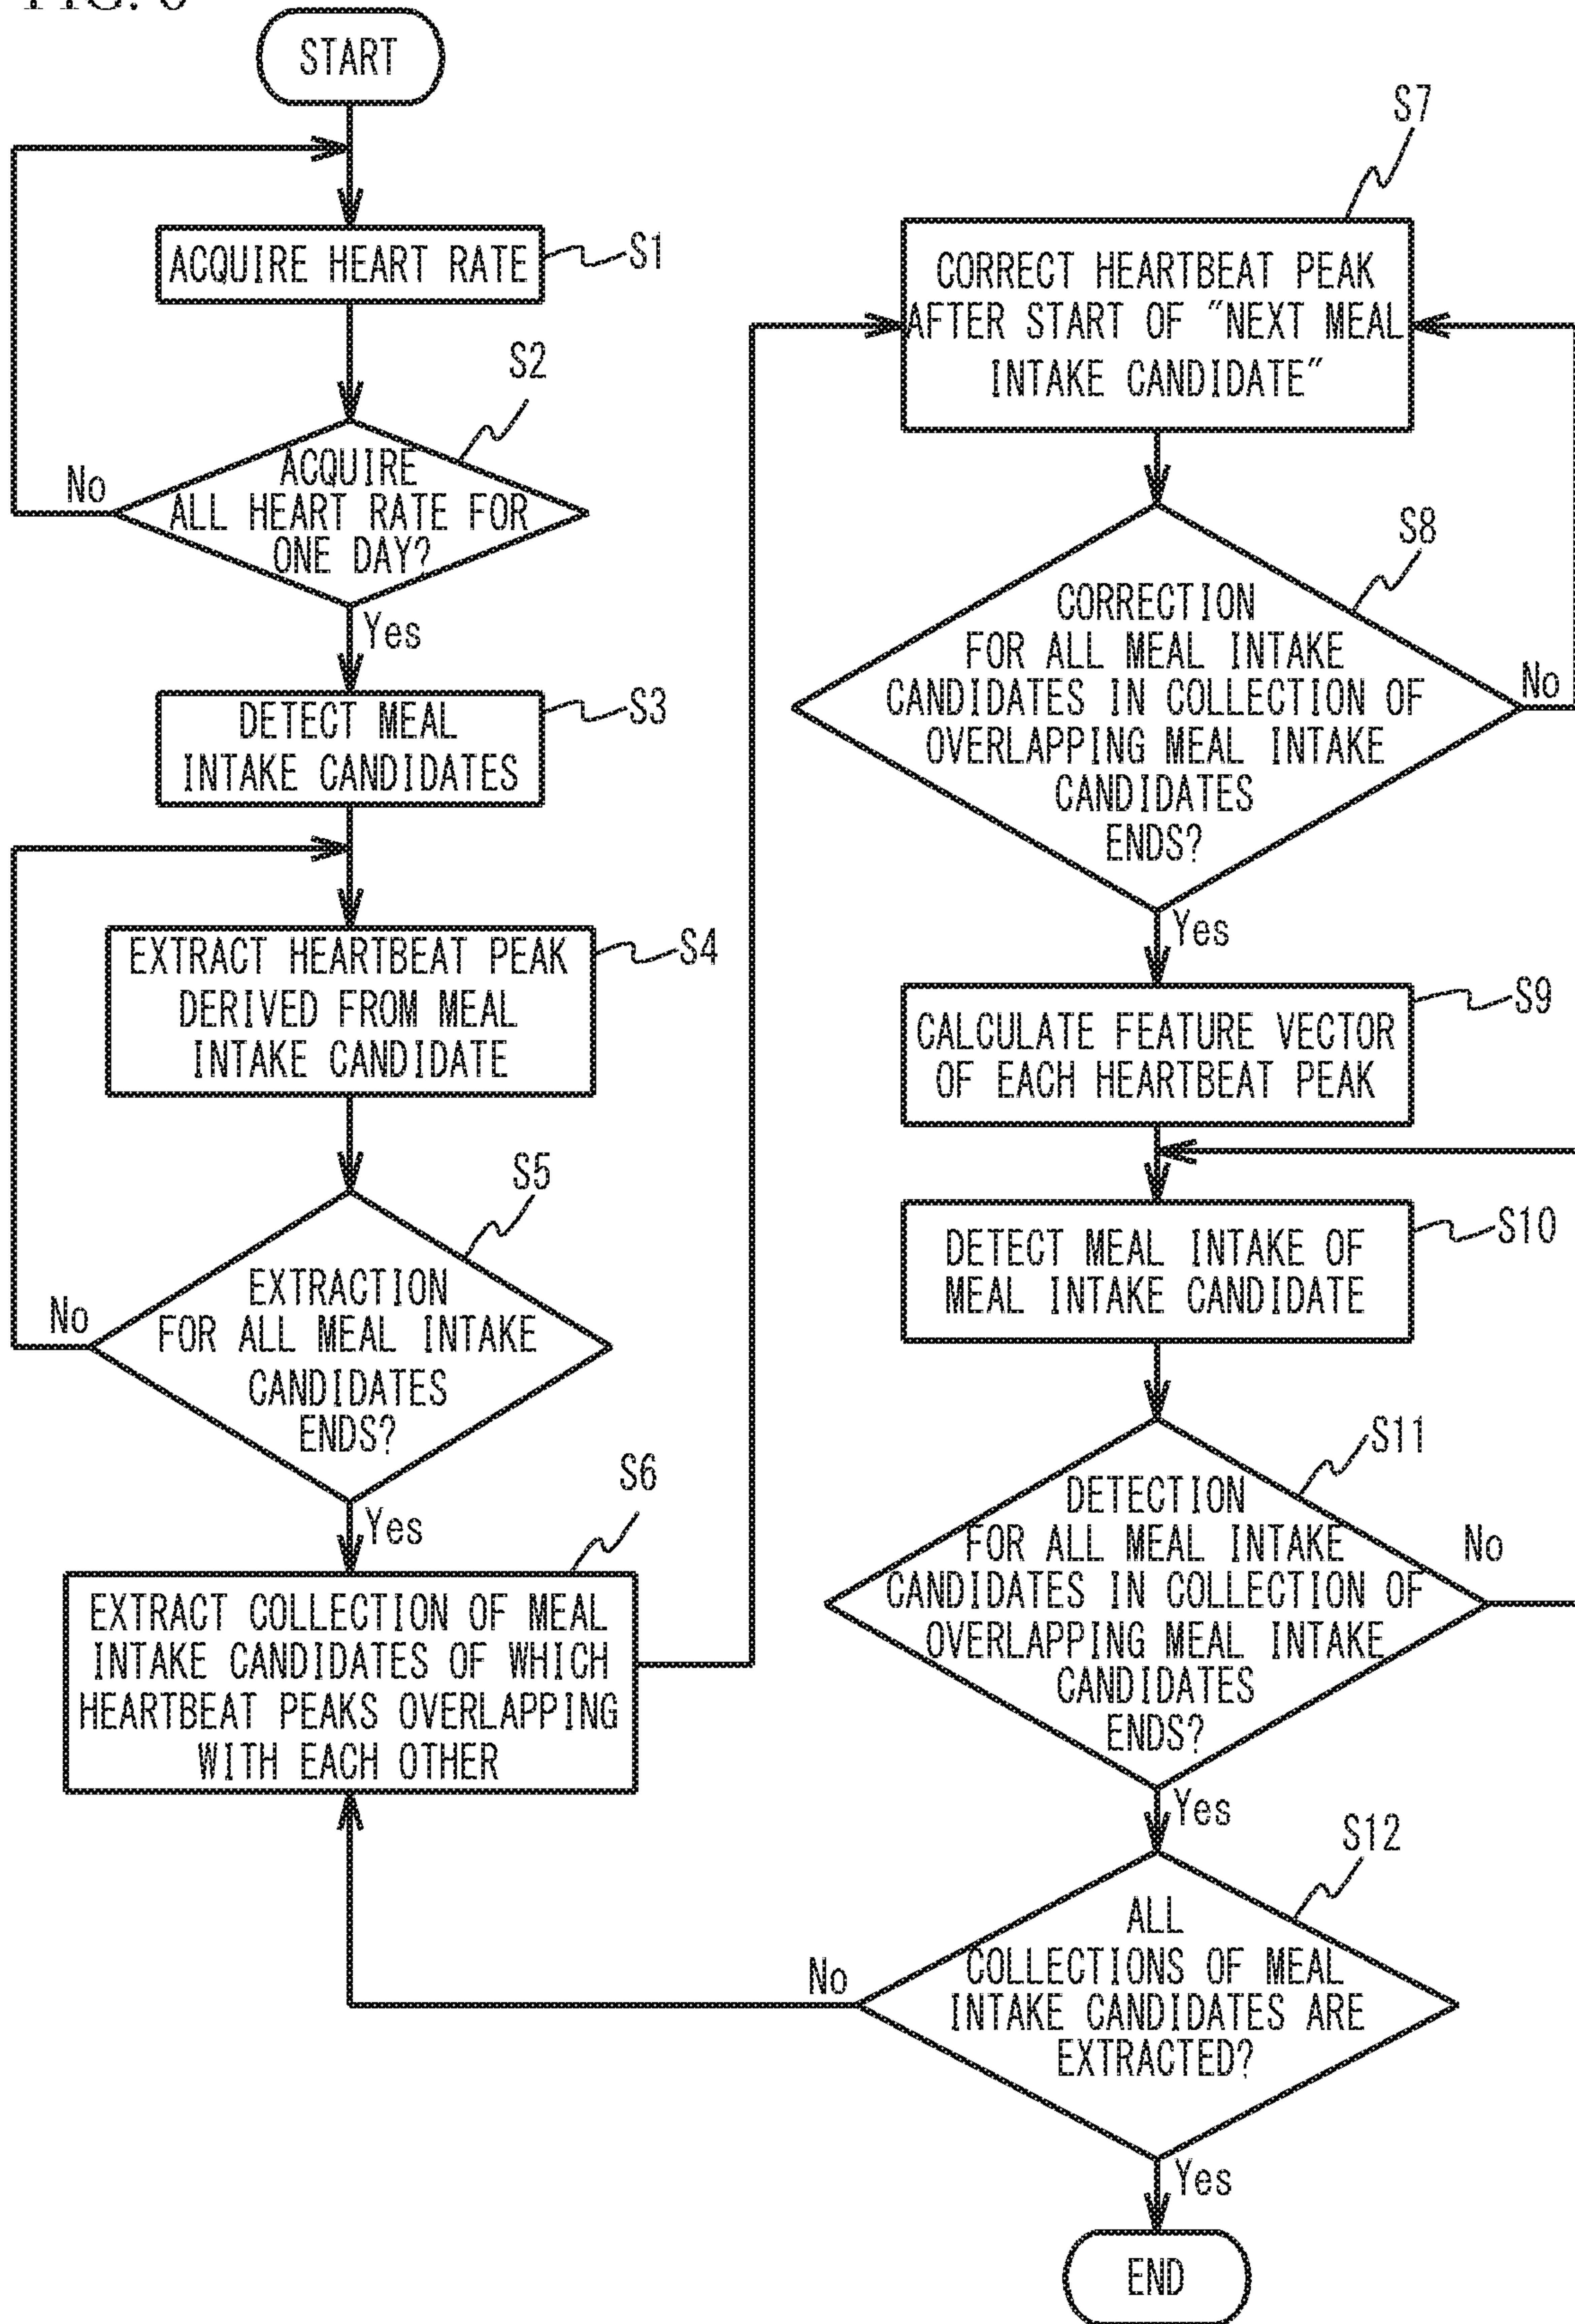 START
ACQUIRE HEART RATE
S1
S2
ACQUIRE
ALL HEART RATE FOR
ONE DAY?
No
Yes
DETECT MEAL
INTAKE CANDIDATES
S3
EXTRACT HEARTBEAT PEAK
DERIVED FROM MEAL
INTAKE CANDIDATE
S4
S5
EXTRACTION
FOR ALL MEAL INTAKE
CANDIDATES
ENDS?
No
Yes
S6
EXTRACT COLLECTION OF MEAL
INTAKE CANDIDATES OF WHICH
HEARTBEAT PEAKS OVERLAPPING
WITH EACH OTHER
S7
CORRECT HEARTBEAT PEAK
AFTER START OF "NEXT MEAL
INTAKE CANDIDATE"
S8
CORRECTION
FOR ALL MEAL INTAKE
CANDIDATES IN COLLECTION OF
OVERLAPPING MEAL INTAKE
CANDIDATES
ENDS?
No
Yes
S9
CALCULATE FEATURE VECTOR
OF EACH HEARTBEAT PEAK
S10
DETECT MEAL INTAKE OF
MEAL INTAKE CANDIDATE
S11
DETECTION
FOR ALL MEAL INTAKE
CANDIDATES IN COLLECTION OF
OVERLAPPING MEAL INTAKE
CANDIDATES
ENDS?
No
Yes
S12
ALL
COLLECTIONS OF MEAL
INTAKE CANDIDATES ARE
EXTRACTED?
No
Yes
END